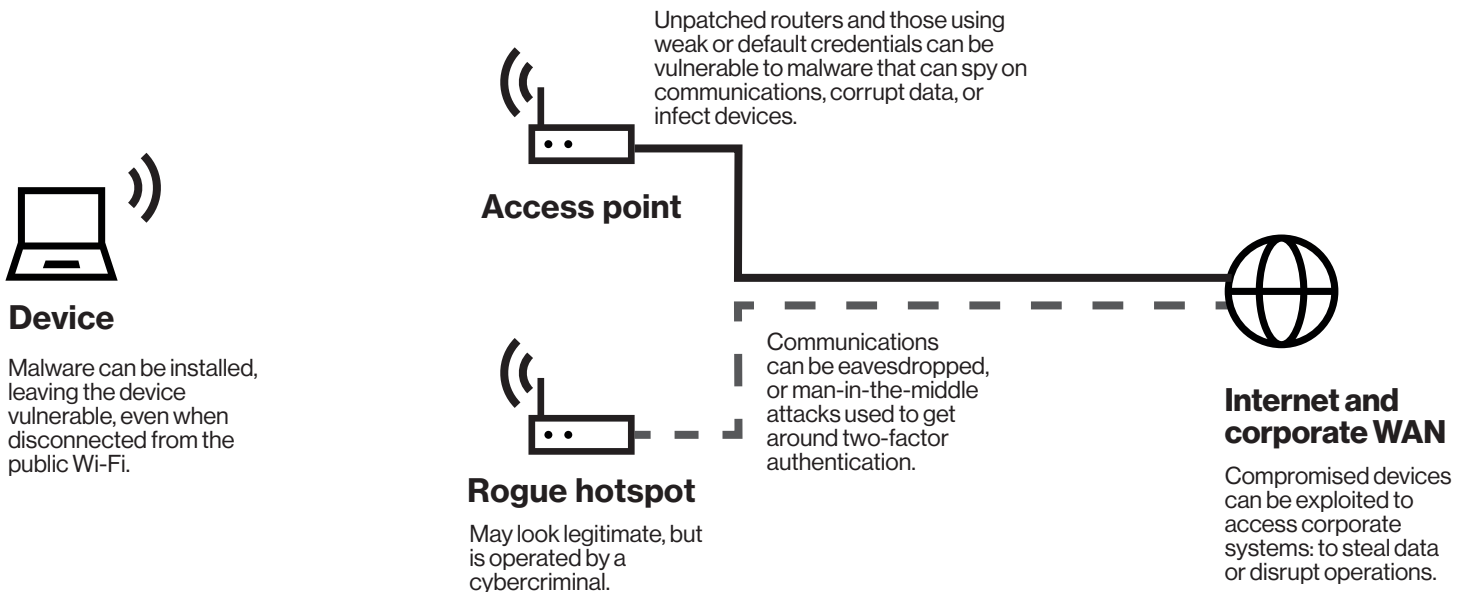 Unpatched routers and those using
weak or default credentials can be
vulnerable to malware that can spy on
communications, corrupt data, or
infect devices.
Access point
Device
Malware can be installed,
leaving the device
vulnerable, even when
disconnected from the
public Wi-Fi.
Communications
can be eavesdropped,
or man-in-the-middle
attacks used to get
around two-factor
authentication.
Rogue hotspot
May look legitimate, but
is operated by a
cybercriminal.
Internet and
corporate WAN
Compromised devices
can be exploited to
access corporate
systems: to steal data
or disrupt operations.